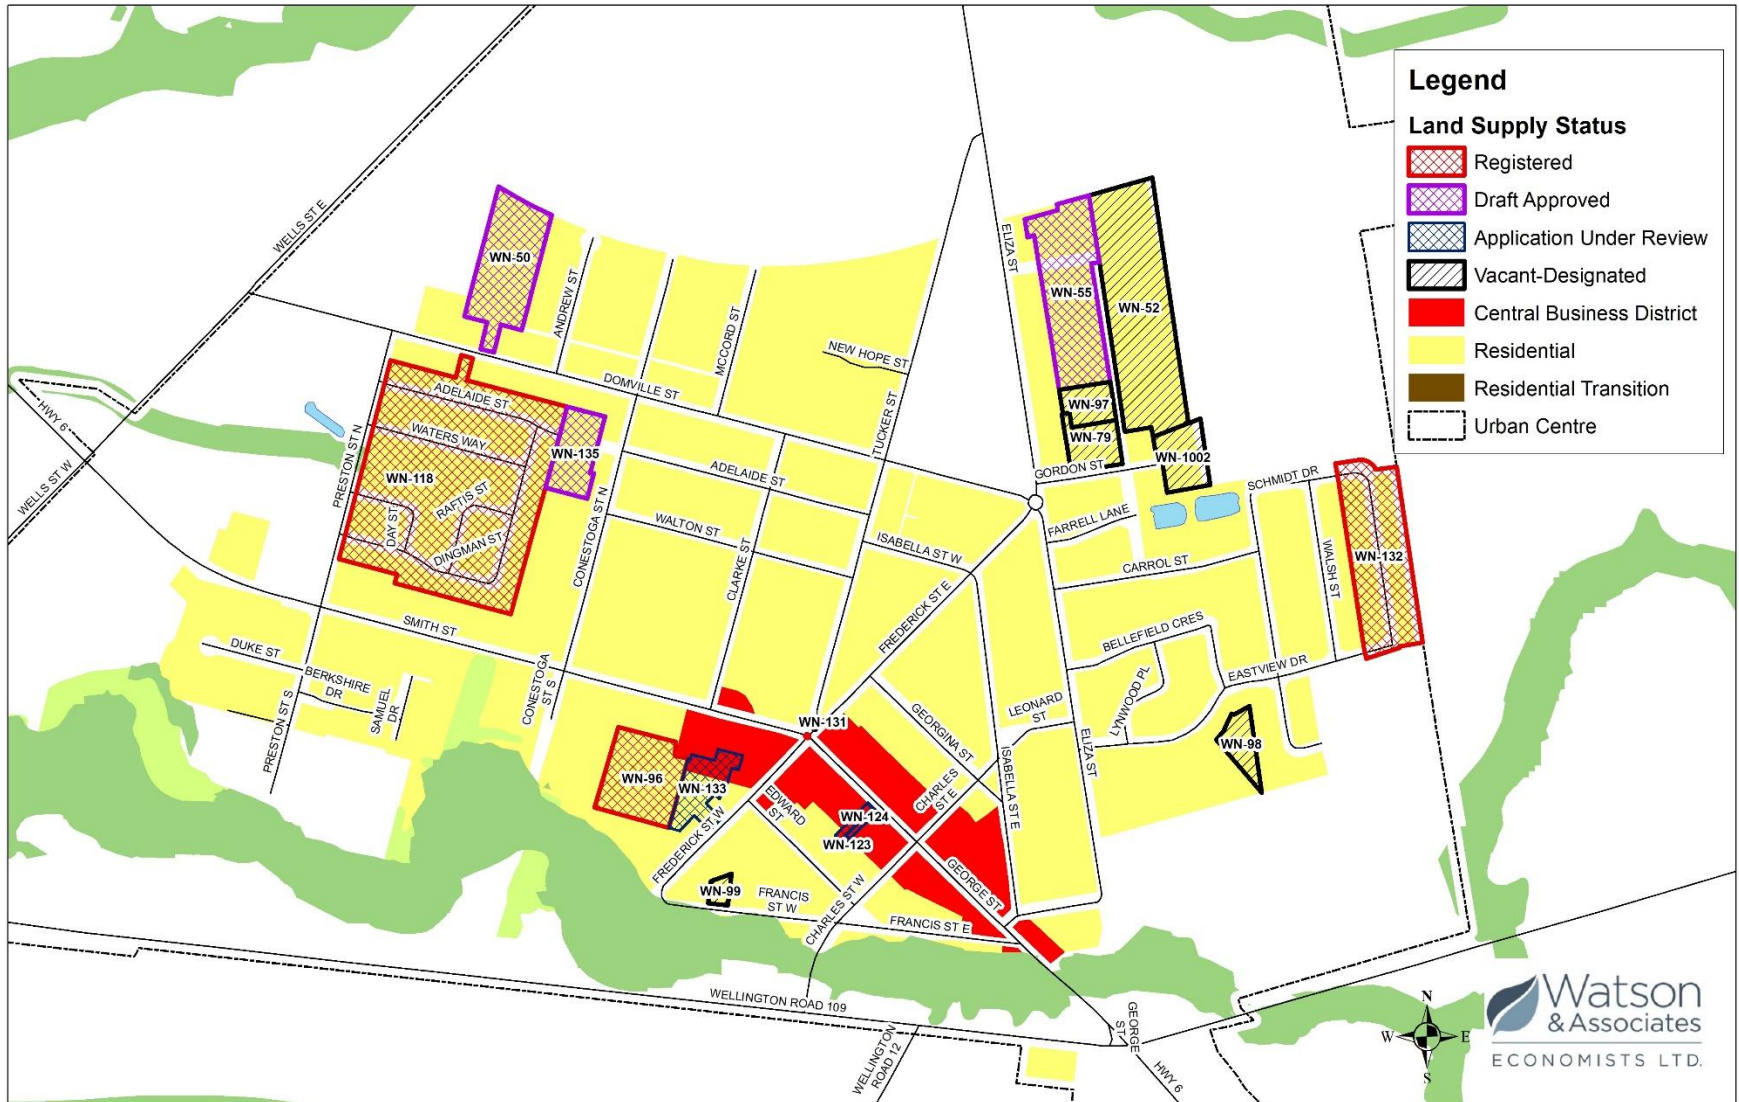 Legend
Land Supply Status
Registered
Draft Approved
Application Under Review
Vacant-Designated
Central Business District
Residential
Residential Transition
Urban Centre
WELLS ST E
WN-50
ANDREW ST
MCCORD ST
NEW HOPE ST
ELIZA ST
WN-55
WN-52
DOMVILLE ST
TUCKER ST
WN-97
WN-79
WN-1002
GORDON ST
SCHMIDT DR
HWY 6
WELLS ST W
PRESTON ST N
ADELAIDE ST
WATERS WAY
WN-118
RAFTIS ST
DAY ST
DINGMAN ST
WN-135
CONESTOGA ST N
ADELAIDE ST
WALTON ST
CLARKE ST
ISABELLA ST W
FARRELL LANE
CARROL ST
WALSH ST
WN-132
FREDERICK ST E
BELLEFIELD CRES
EASTVIEW DR
LYNWOOD PL
SMITH ST
DUKE ST
BERKSHIRE
DR
SAMUEL
DR
PRESTON ST S
CONESTOGA
ST S
LEONARD
ST
GEORGINA ST
ISABELLA ST E
ELIZA ST
WN-98
WN-131
WN-96
WN-133
EDWARD
ST
WN-124
WN-123
CHARLES
ST E
FREDERICK ST W
WN-99
FRANCIS
ST W
CHARLES ST W
GEORGE ST
FRANCIS ST E
WELLINGTON ROAD 109
WELLINGTON
ROAD 12
GEORGE
ST
HWY 6
N
W
E
S
Watson
& Associates
ECONOMISTS LTD.